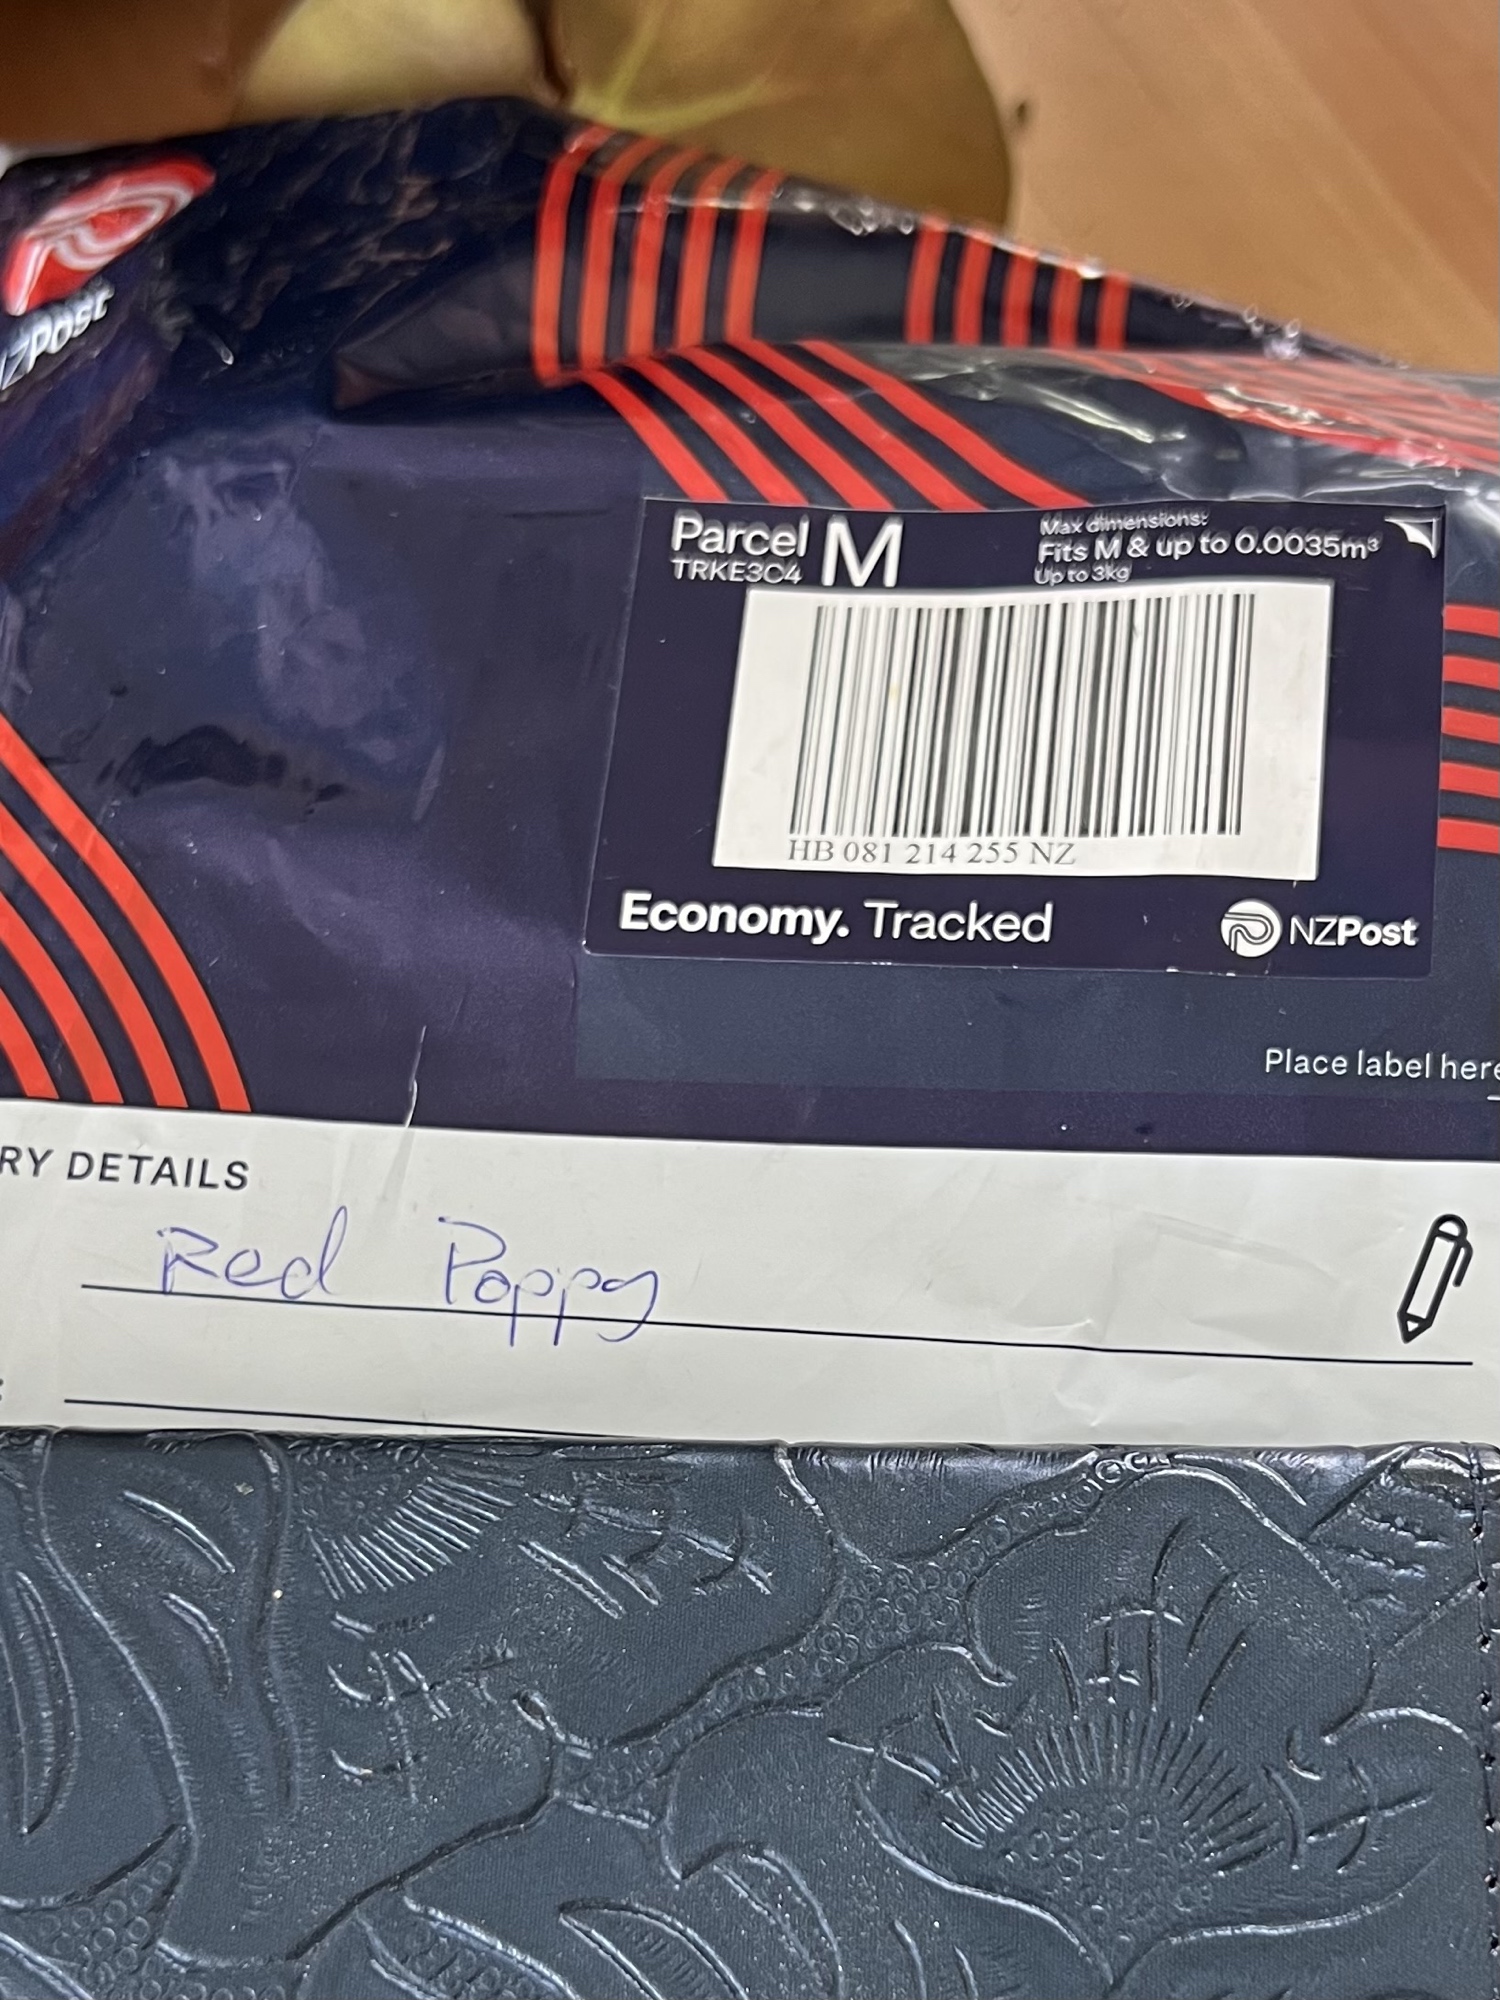 NZPost
Parcel M
TRKE3C4
Max dimensions:
Fits M & up to 0.0035m³
Up to 3kg
HB 081 214 255 NZ
Economy. Tracked
NZPost
Place label here
RY DETAILS
Red Poppy